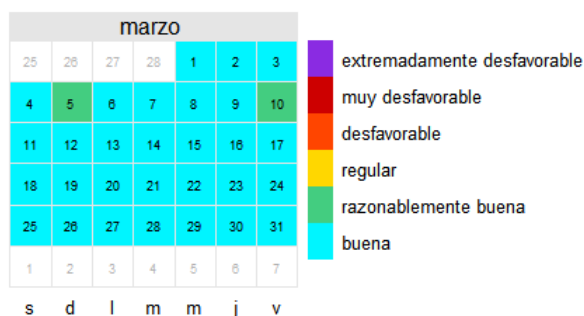 marzo
25 26 27 28 1 2 3
4 5 6 7 8 9 10
11 12 13 14 15 16 17
18 19 20 21 22 23 24
25 26 27 28 29 30 31
1 2 3 4 5 6 7
s d l m m j v
extremadamente desfavorable
muy desfavorable
desfavorable
regular
razonablemente buena
buena